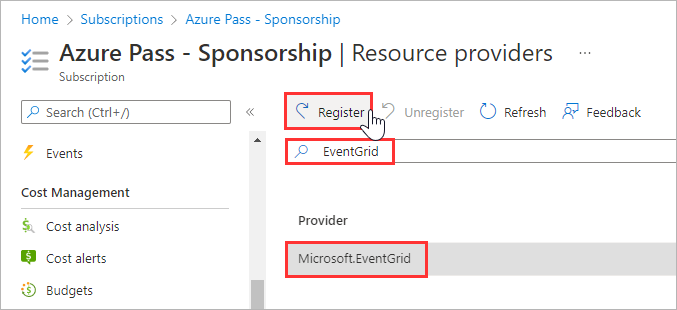 Home > Subscriptions > Azure Pass - Sponsorship
Azure Pass - Sponsorship | Resource providers ...
Subscription
Search (Ctrl+/)
«
Register
Unregister
Refresh
Feedback
EventGrid
Events
Cost Management
Cost analysis
Cost alerts
Budgets
Provider
Microsoft.EventGrid